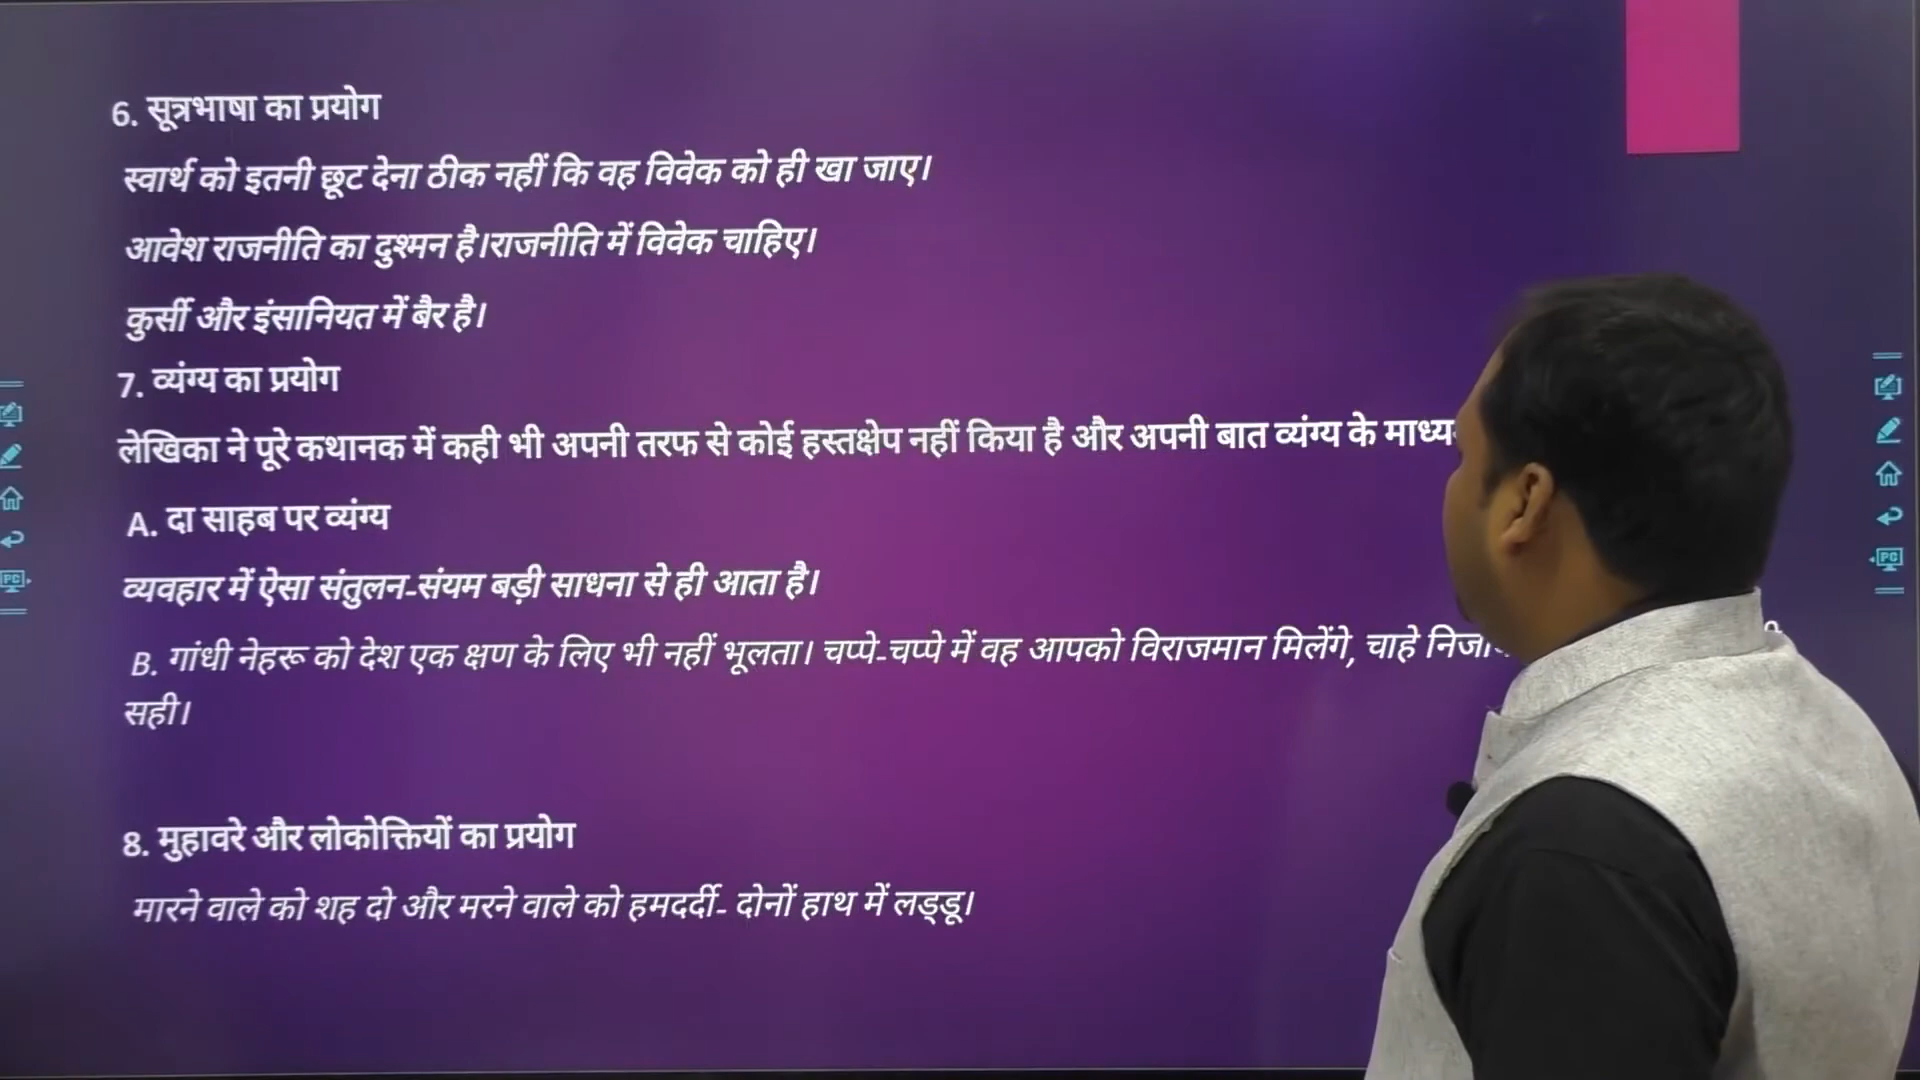 6. सूत्रभाषा का प्रयोग
स्वार्थ को इतनी छूट देना ठीक नहीं कि वह विवेक को ही खा जाए।
आवेश राजनीति का दुश्मन है।राजनीति में विवेक चाहिए।
कुर्सी और इंसानियत में बैर है।
7. व्यंग्य का प्रयोग
लेखिका ने पूरे कथानक में कही भी अपनी तरफ से कोई हस्तक्षेप नहीं किया है और अपनी बात व्यंग्य के
A. दा साहब पर व्यंग्य
व्यवहार में ऐसा संतुलन-संयम बड़ी साधना से ही आता है।
B. गांधी नेहरू को देश एक क्षण के लिए भी नहीं भूलता। चप्पे-चप्पे में वह आपको विराजमान मिलेंगे, चाहे
सही।
8. मुहावरे और लोकोक्तियों का प्रयोग
मारने वाले को शह दो और मरने वाले को हमदर्दी- दोनों हाथ में लड्डू।
PC
PC